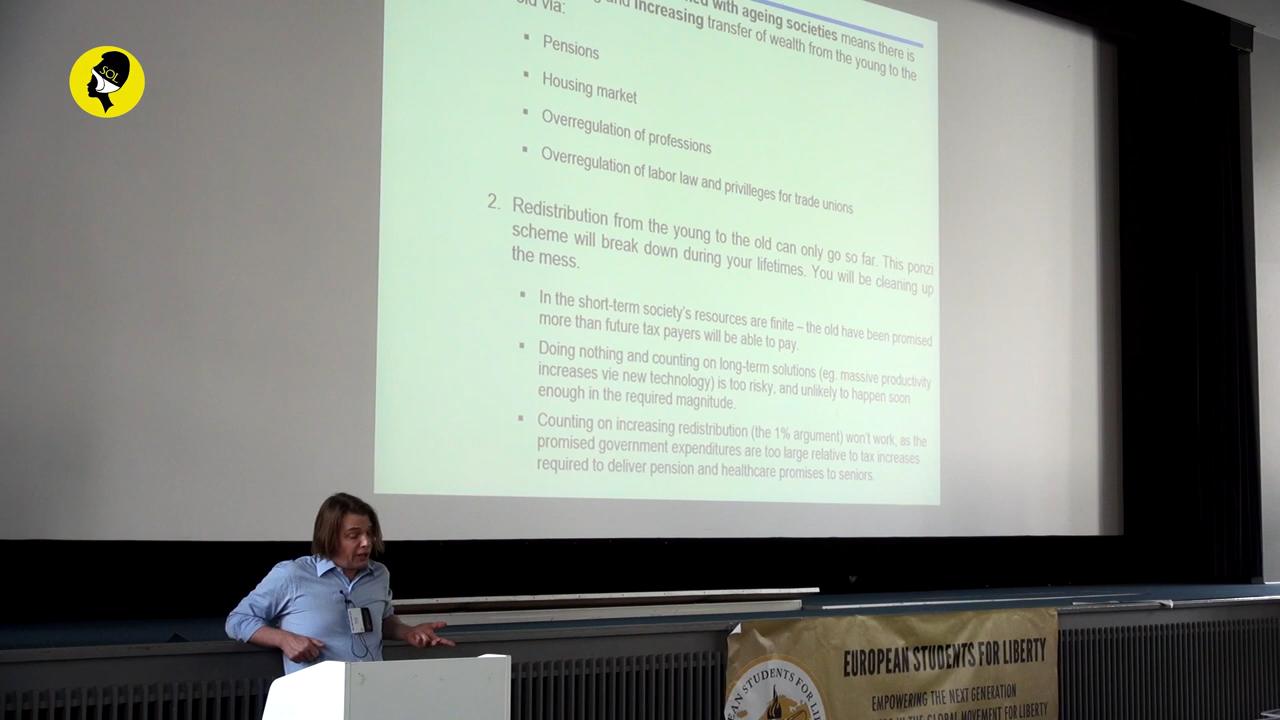 SOL
with ageing societies means there is
and increasing transfer of wealth from the young to the
old via:
▪ Pensions
▪ Housing market
▪ Overregulation of professions
▪ Overregulation of labor law and privilleges for trade unions
2. Redistribution from the young to the old can only go so far. This ponzi
scheme will break down during your lifetimes. You will be cleaning up
the mess.
▪ In the short-term society's resources are finite – the old have been promised
more than future tax payers will be able to pay.
▪ Doing nothing and counting on long-term solutions (eg. massive productivity
increases vie new technology) is too risky, and unlikely to happen soon
enough in the required magnitude.
▪ Counting on increasing redistribution (the 1% argument) won't work, as the
promised government expenditures are too large relative to tax increases
required to deliver pension and healthcare promises to seniors.
EUROPEAN STUDENTS FOR LIBERTY
EMPOWERING THE NEXT GENERATION
IN THE GLOBAL MOVEMENT FOR LIBERTY
STUDENTS FOR